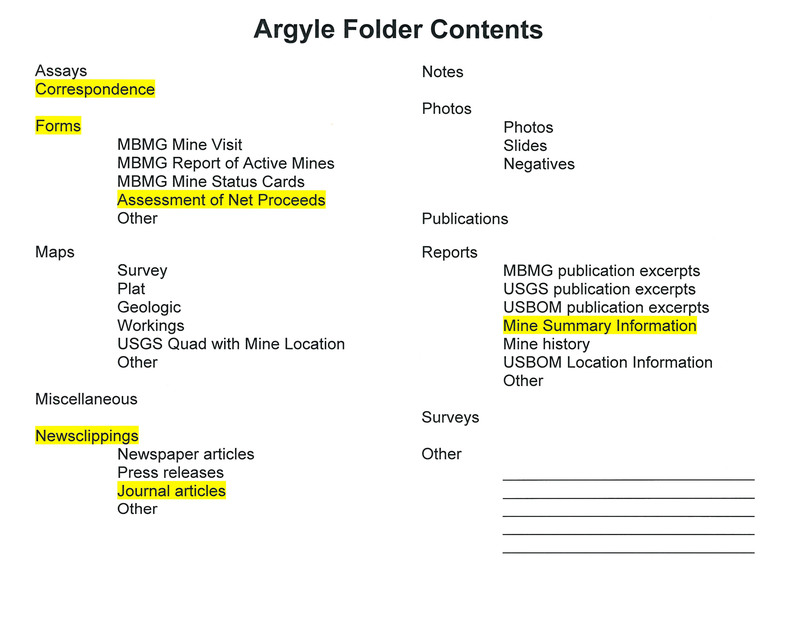 Argyle Folder Contents
Assays
Correspondence
Forms
MBMG Mine Visit
MBMG Report of Active Mines
MBMG Mine Status Cards
Assessment of Net Proceeds
Other
Maps
Survey
Plat
Geologic
Workings
USGS Quad with Mine Location
Other
Miscellaneous
Newsclippings
Newspaper articles
Press releases
Journal articles
Other
Notes
Photos
Photos
Slides
Negatives
Publications
Reports
MBMG publication excerpts
USGS publication excerpts
USBOM publication excerpts
Mine Summary Information
Mine history
USBOM Location Information
Other
Surveys
Other